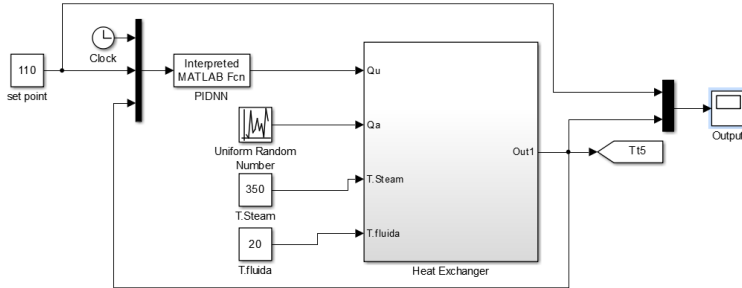 110
set point
Clock
Interpreted
MATLAB Fcn
PIDNN
Uniform Random
Number
350
T.Steam
20
T.fluida
Qu
Qa
T.Steam
T.fluida
Out1
Heat Exchanger
Tt5
Output